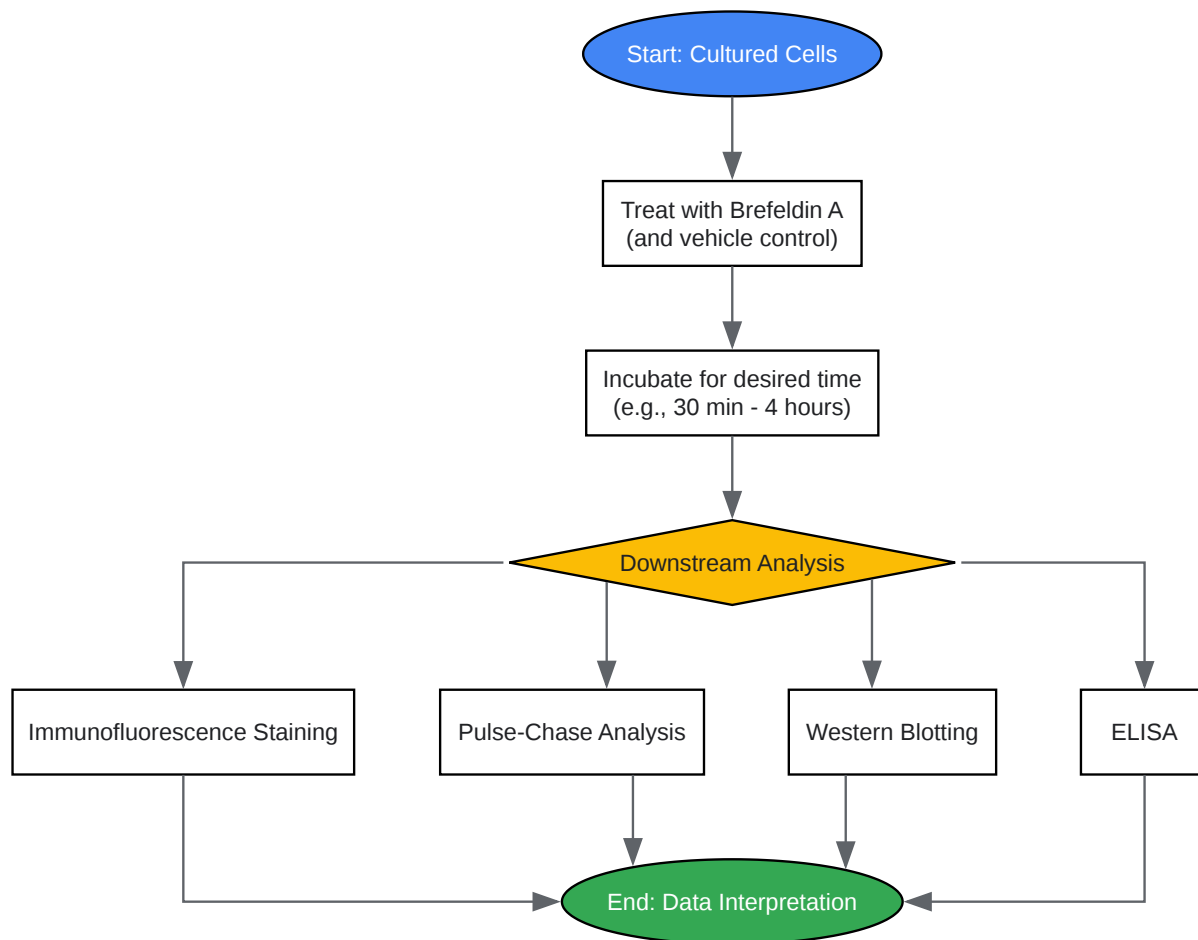 Start: Cultured Cells
Treat with Brefeldin A
(and vehicle control)
Incubate for desired time
(e.g., 30 min - 4 hours)
Downstream Analysis
Immunofluorescence Staining
Pulse-Chase Analysis
Western Blotting
ELISA
End: Data Interpretation